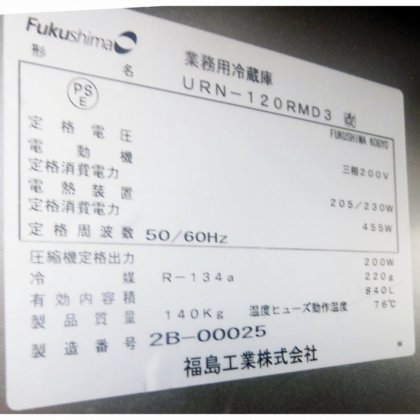 Fukushima
業務用冷蔵庫
形名 URN-120RMD3 改
PS E
FUKUSHIMA KOGYO
定格電圧 三相200V
電動機
定格消費電力 205/230W
電熱装置
定格消費電力 455W
定格周波数 50/60Hz
圧縮機定格出力 200W
冷媒 R-134a 220g
有効内容積 840L
製品質量 140Kg 温度ヒューズ動作温度 76℃
製造番号 2B-00025
福島工業株式会社